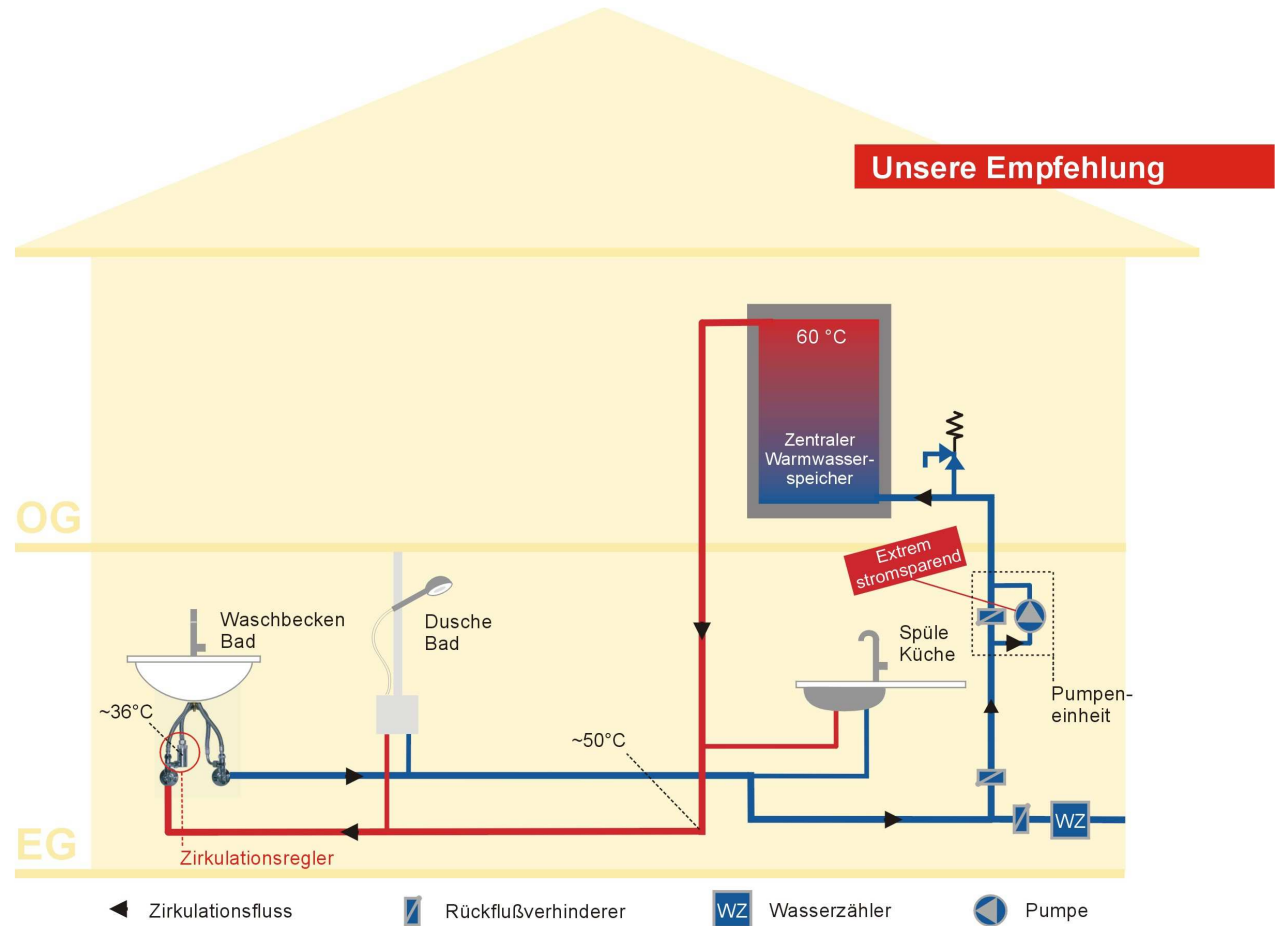 Unsere Empfehlung
60 °C
Zentraler
Warmwasser-
speicher
OG
Extrem
stromsparend
Waschbecken
Bad
Dusche
Bad
Spüle
Küche
~36°C
Pumpen-
einheit
~50°C
WZ
EG
Zirkulationsregler
Zirkulationsfluss
Rückflußverhinderer
WZ
Wasserzähler
Pumpe